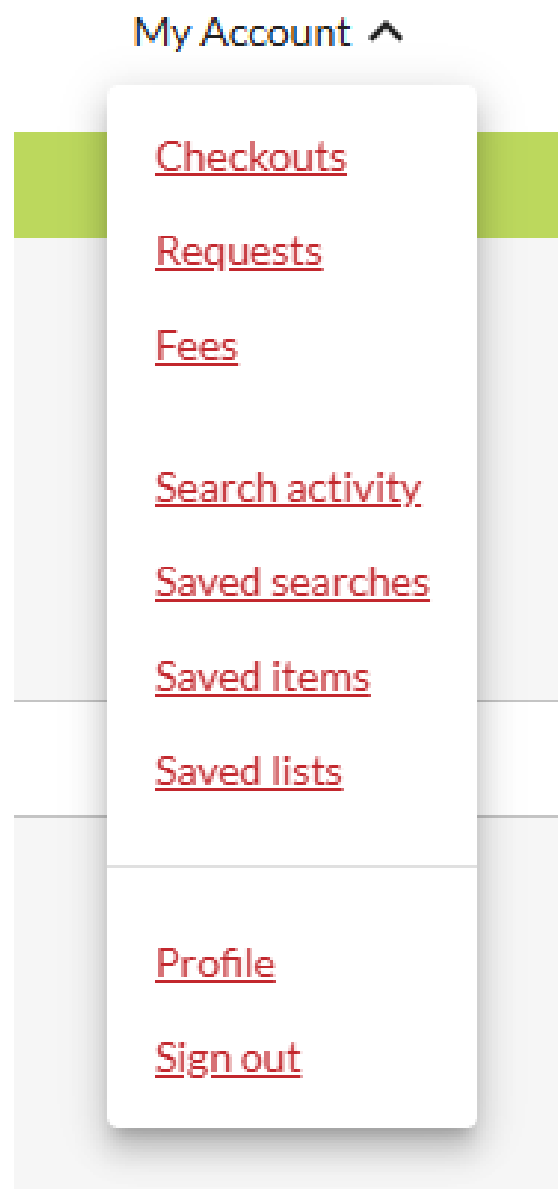 My Account
Checkouts
Requests
Fees
Search activity
Saved searches
Saved items
Saved lists
Profile
Sign out